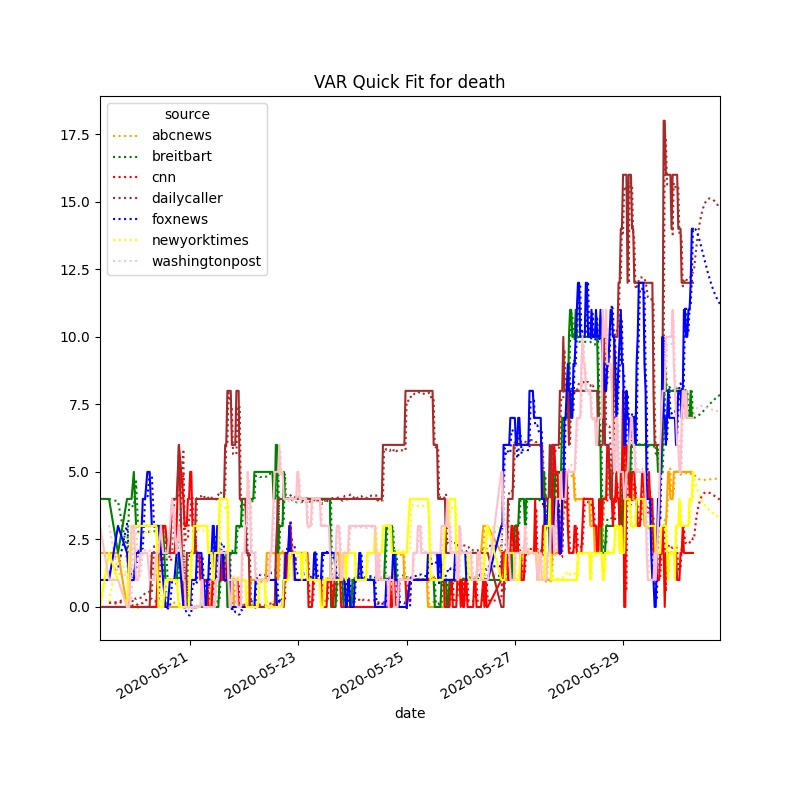 VAR Quick Fit for death
source
abcnews
breitbart
cnn
dailycaller
foxnews
newyorktimes
washingtonpost
17.5
15.0
12.5
10.0
7.5
5.0
2.5
0.0
2020-05-21
2020-05-23
2020-05-25
2020-05-27
2020-05-29
date